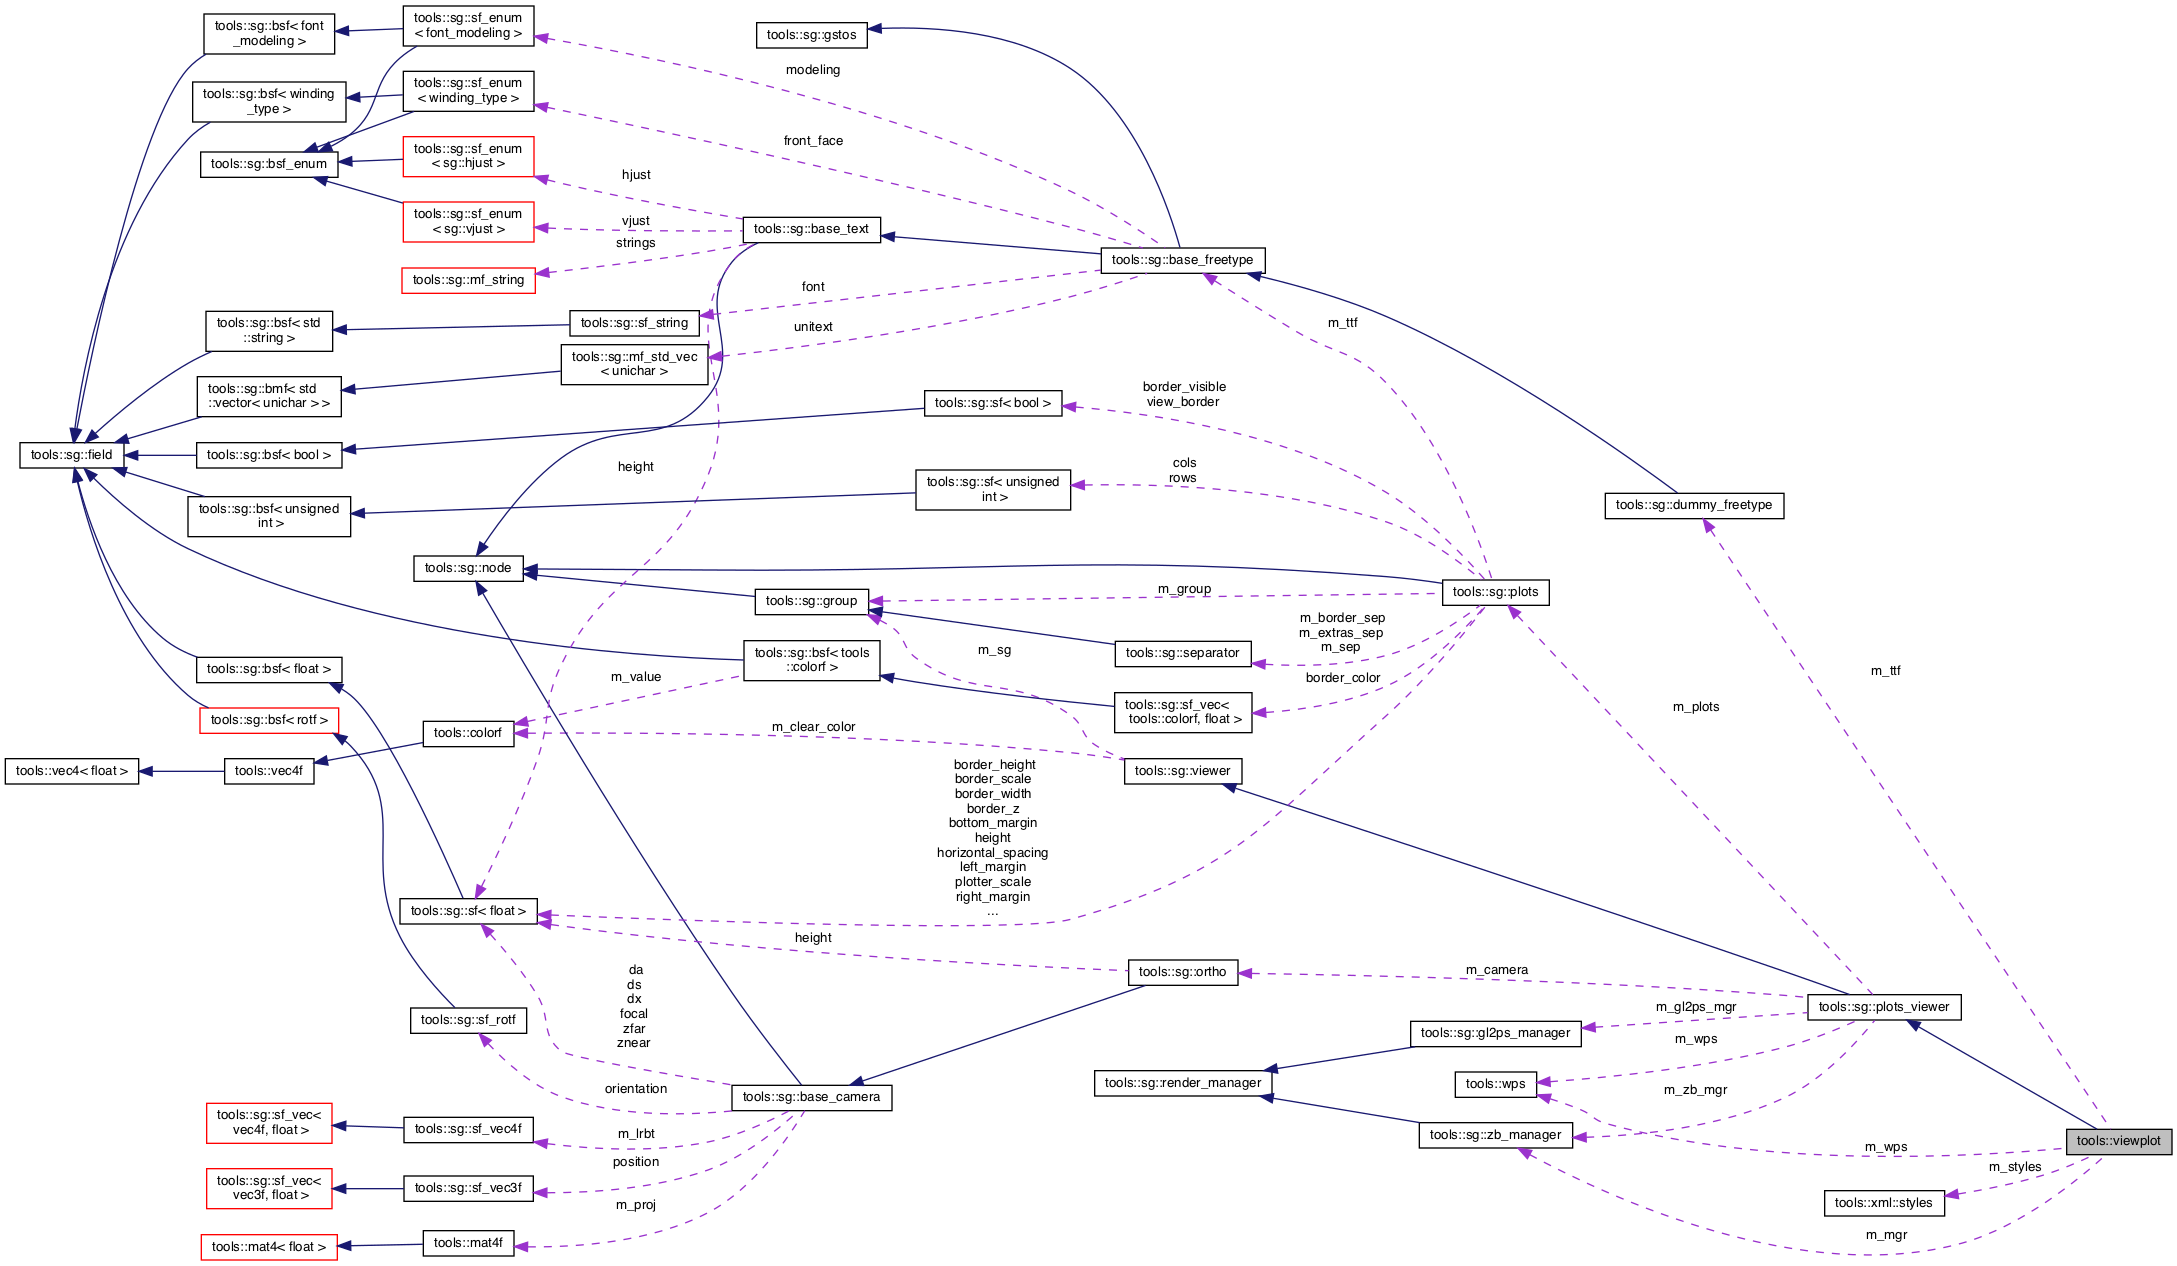 tools::sg::bsf< font
_modeling >
tools::sg::sf_enum
< font_modeling >
tools::sg::gstos
modeling
tools::sg::bsf< winding
_type >
tools::sg::sf_enum
< winding_type >
front_face
tools::sg::bsf_enum
tools::sg::sf_enum
< sg::hjust >
hjust
tools::sg::sf_enum
< sg::vjust >
vjust
strings
tools::sg::base_text
tools::sg::mf_string
tools::sg::base_freetype
font
unitext
m_ttf
tools::sg::bsf< std
::string >
tools::sg::sf_string
tools::sg::mf_std_vec
< unichar >
tools::sg::bmf< std
::vector< unichar >>
tools::sg::sf< bool >
border_visible
view_border
tools::sg::field
tools::sg::bsf< bool >
height
cols
rows
tools::sg::sf< unsigned
int >
tools::sg::bsf< unsigned
int >
tools::sg::dummy_freetype
tools::sg::node
tools::sg::group
m_group
tools::sg::plots
m_border_sep
m_extras_sep
m_sep
tools::sg::separator
m_sg
tools::sg::bsf< tools
::colorf >
m_value
border_color
tools::sg::sf_vec<
tools::colorf, float >
m_ttf
tools::sg::bsf< float >
tools::sg::bsf< rotf >
tools::colorf
m_clear_color
m_plots
tools::vec4< float >
tools::vec4f
tools::sg::viewer
border_height
border_scale
border_width
border_z
bottom_margin
height
horizontal_spacing
left_margin
plotter_scale
right_margin
...
tools::sg::sf< float >
height
tools::sg::ortho
m_camera
da
ds
dx
focal
zfar
znear
tools::sg::sf_rotf
tools::sg::plots_viewer
m_gl2ps_mgr
tools::sg::gl2ps_manager
m_wps
tools::sg::render_manager
tools::wps
m_zb_mgr
orientation
tools::sg::base_camera
tools::sg::sf_vec<
vec4f, float >
tools::sg::sf_vec4f
m_lrbt
tools::sg::zb_manager
m_wps
tools::viewplot
position
m_styles
tools::sg::sf_vec<
vec3f, float >
tools::sg::sf_vec3f
m_proj
tools::xml::styles
m_mgr
tools::mat4< float >
tools::mat4f